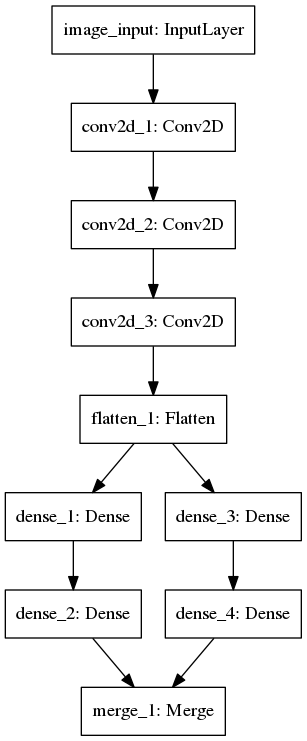 image_input: InputLayer
conv2d_1: Conv2D
conv2d_2: Conv2D
conv2d_3: Conv2D
flatten_1: Flatten
dense_1: Dense
dense_3: Dense
dense_2: Dense
dense_4: Dense
merge_1: Merge